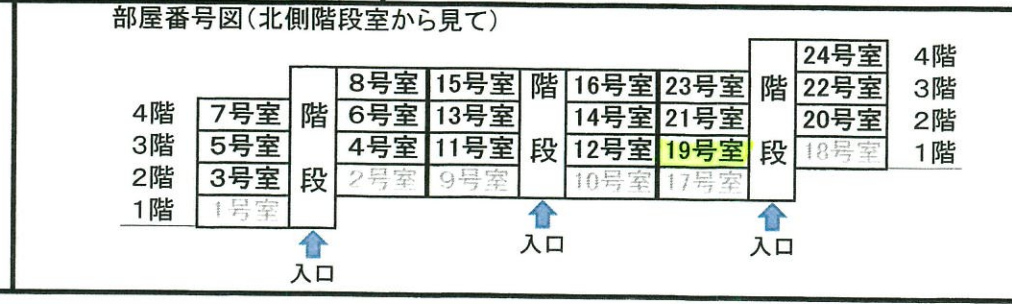 部屋番号図(北側階段室から見て)
24号室 4階
8号室 15号室 階 16号室 23号室 階 22号室 3階
4階 7号室 階 6号室 13号室 14号室 21号室 20号室 2階
3階 5号室 4号室 11号室 段 12号室 19号室 段 18号室 1階
2階 3号室 段 2号室 9号室 10号室 17号室
1階 1号室
入口 入口
入口